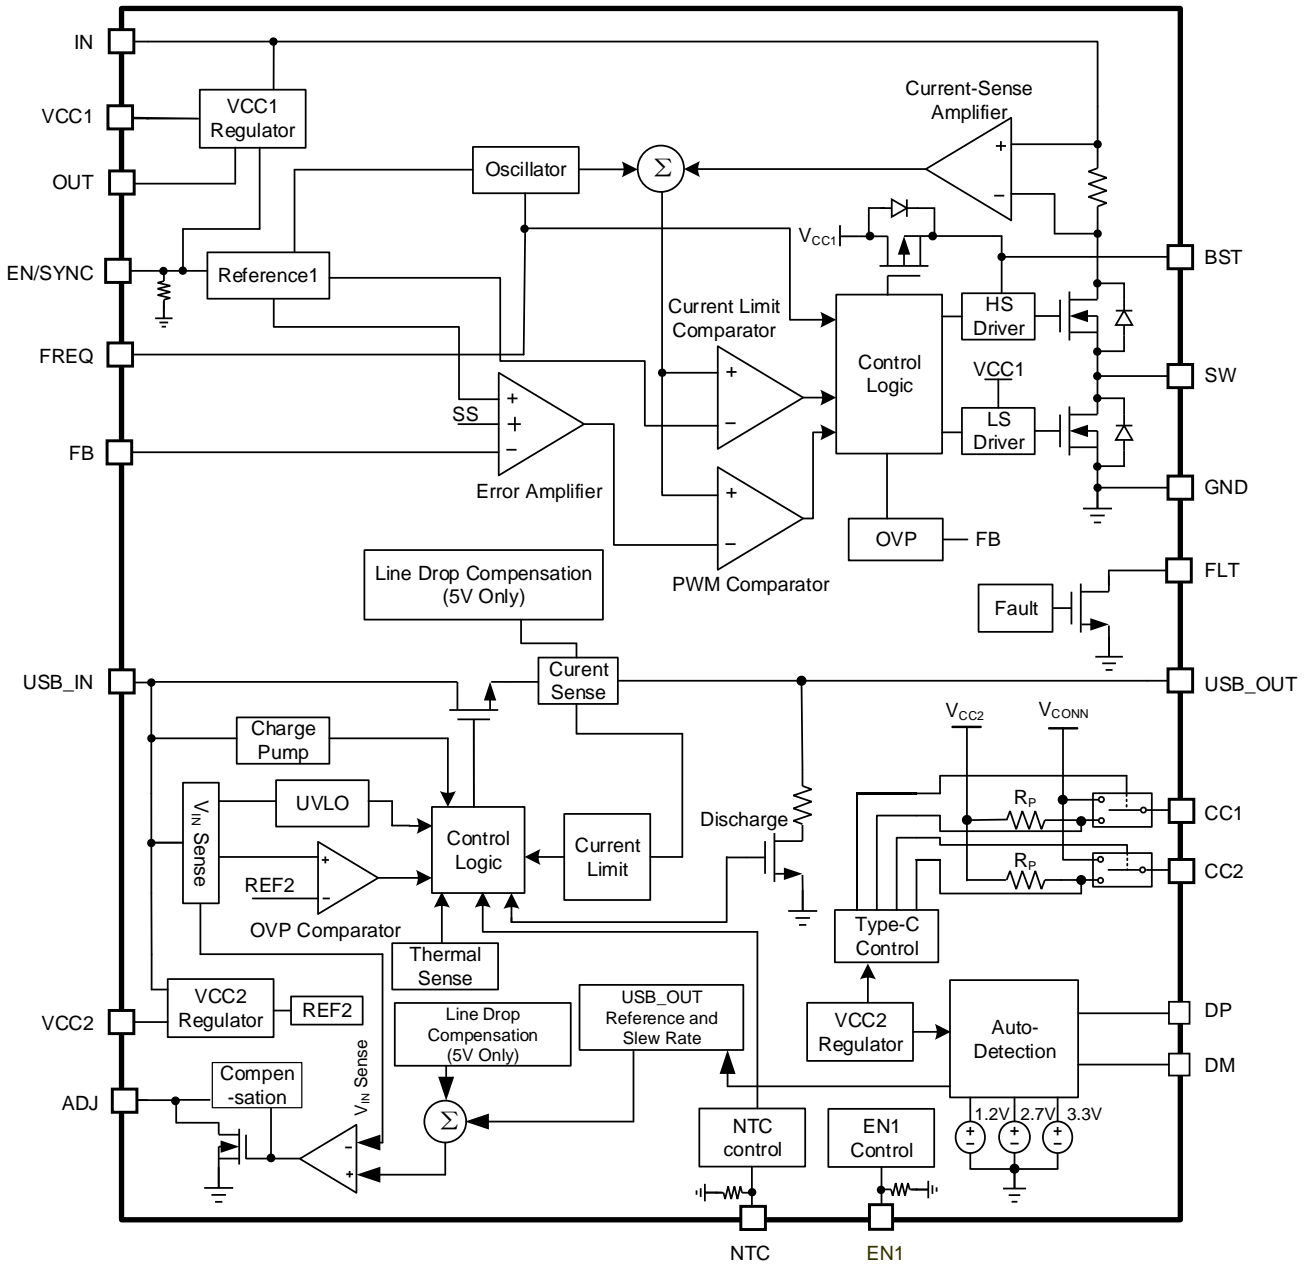 IN
VCC1
Regulator
VCC1
OUT
EN/SYNC
Reference1
FREQ
FB
Oscillator
Σ
Current-Sense
Amplifier
+
−
VCC1
BST
Current Limit
Comparator
+
−
Control
Logic
HS
Driver
VCC1
LS
Driver
SW
GND
SS
+
+
−
Error Amplifier
+
−
PWM Comparator
OVP
FB
Line Drop Compensation
(5V Only)
Fault
FLT
USB_IN
Curent
Sense
USB_OUT
Charge
Pump
VIN Sense
UVLO
Control
Logic
Current
Limit
Discharge
REF2
+
−
OVP Comparator
Thermal
Sense
VCC2
VCONN
RP
RP
CC1
CC2
Type-C
Control
VCC2
Regulator
REF2
VCC2
ADJ
Compen
-sation
VIN Sense
Line Drop
Compensation
(5V Only)
Σ
−
+
USB_OUT
Reference and
Slew Rate
VCC2
Regulator
Auto-
Detection
DP
DM
1.2V
2.7V
3.3V
+
−
+
−
+
−
NTC
control
EN1
Control
NTC
EN1